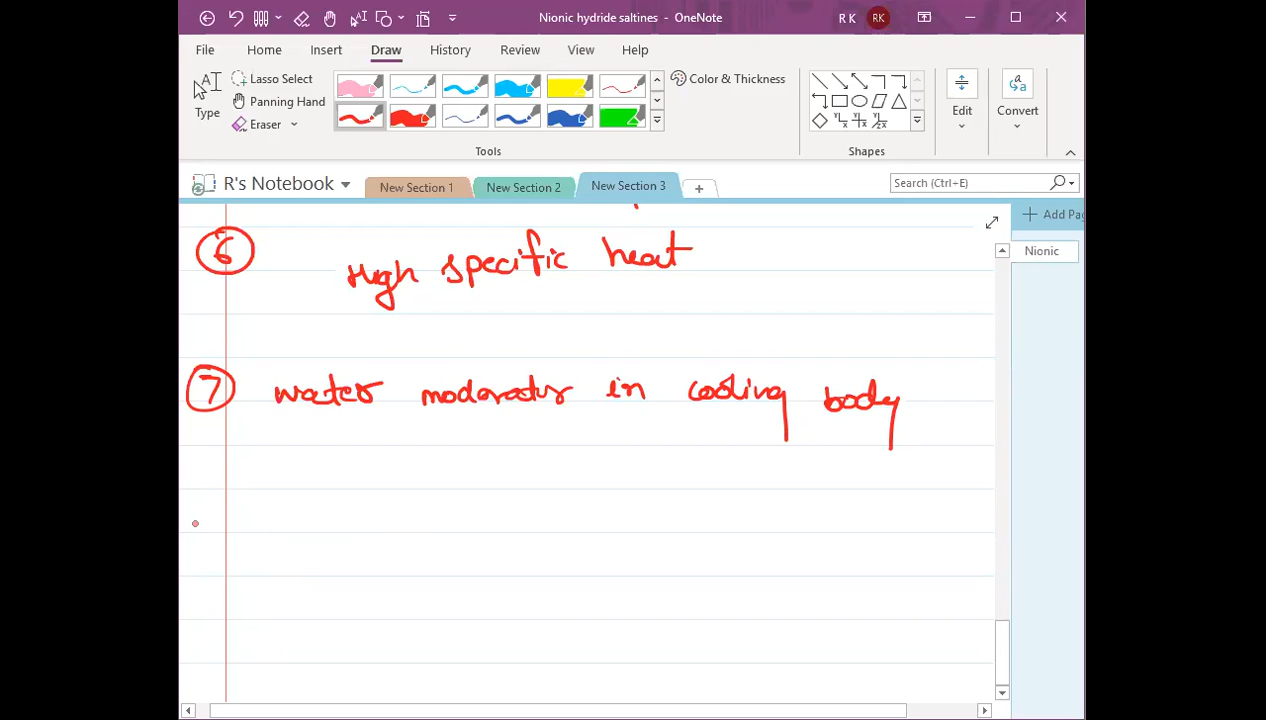 Nionic hydride saltines - OneNote
R K
RK
File Home Insert Draw History Review View Help
Type
Lasso Select
Panning Hand
Eraser
Color & Thickness
Edit
Convert
Tools
Shapes
R's Notebook
New Section 1
New Section 2
New Section 3
Search (Ctrl+E)
Add Pag
Nionic
6 High specific heat
7 water moderator in cooling body